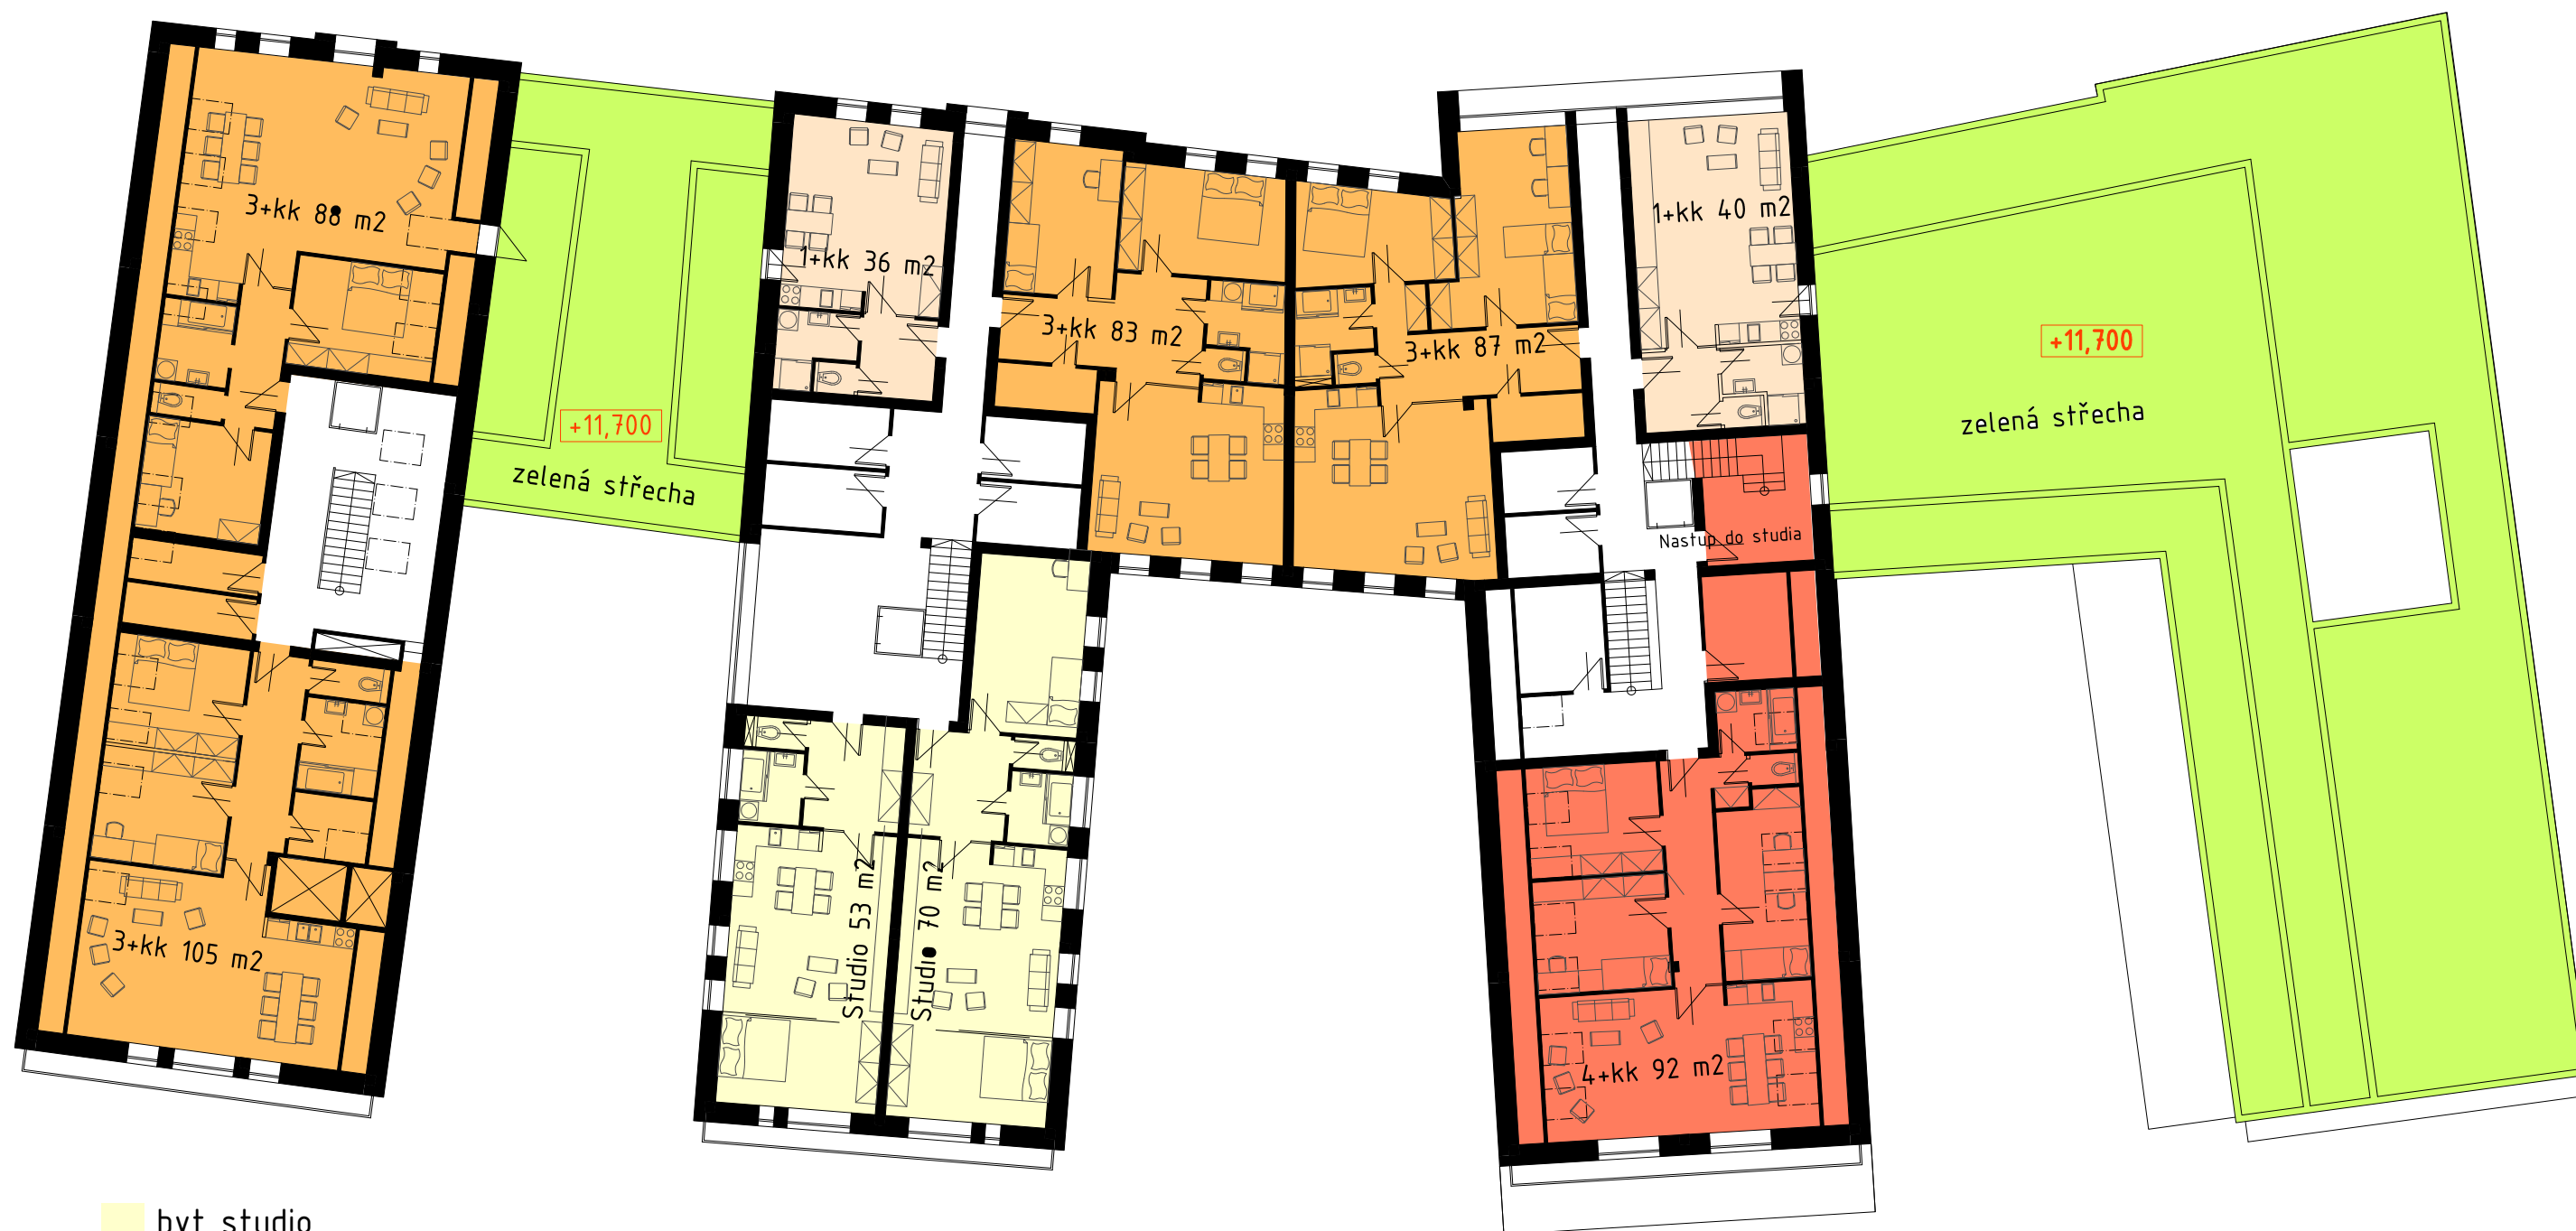 3+kk 88 m2
1+kk 36 m2
1+kk 40 m2
3+kk 83 m2
3+kk 87 m2
+11,700
+11,700
zelená střecha
zelená střecha
Nastup do studia
Studio 53 m2
Studio 70 m2
3+kk 105 m2
4+kk 92 m2
byt studio